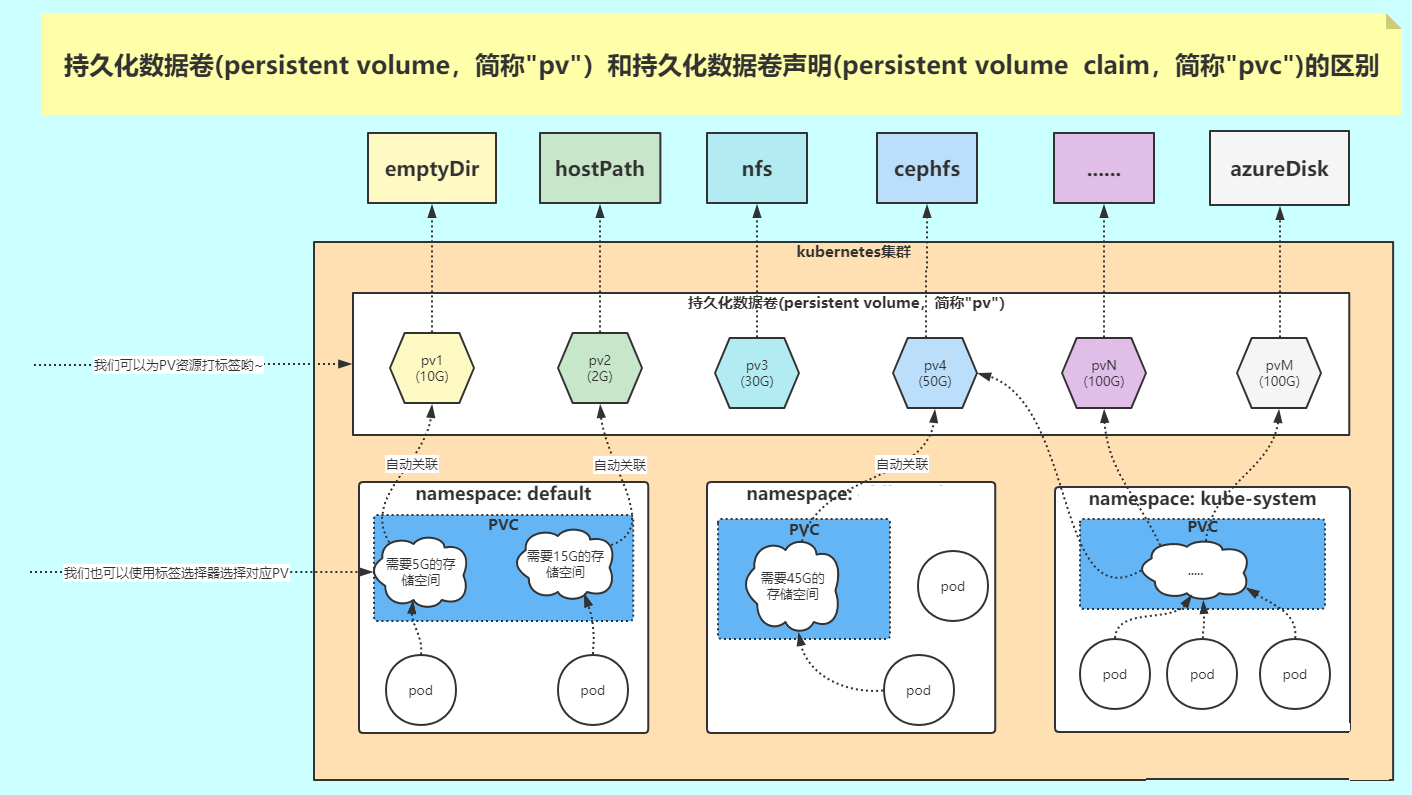 持久化数据卷(persistent volume，简称"pv"）和持久化数据卷声明(persistent volume  claim，简称"pvc")的区别
emptyDir
hostPath
nfs
cephfs
......
azureDisk
kubernetes集群
持久化数据卷(persistent volume，简称"pv")
pv1
(10G)
pv2
(2G)
pv3
(30G)
pv4
(50G)
pvN
(100G)
pvM
(100G)
我们可以为PV资源打标签哟~
自动关联
自动关联
自动关联
namespace: default
namespace:
namespace: kube-system
PVC
PVC
PVC
需要5G的存
储空间
需要15G的存
储空间
需要45G的
存储空间
......
我们也可以使用标签选择器选择对应PV
pod
pod
pod
pod
pod
pod
pod